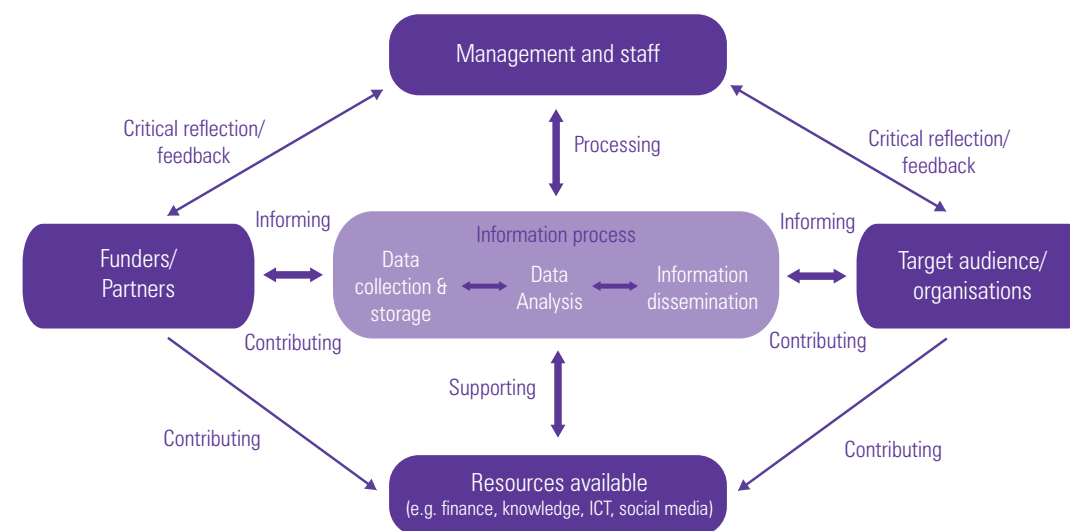 Management and staff
Critical reflection/
feedback
Processing
Critical reflection/
feedback
Funders/
Partners
Informing
Contributing
Information process
Data
collection &
storage
Data
Analysis
Information
dissemination
Informing
Contributing
Target audience/
organisations
Supporting
Contributing
Contributing
Resources available
(e.g. finance, knowledge, ICT, social media)